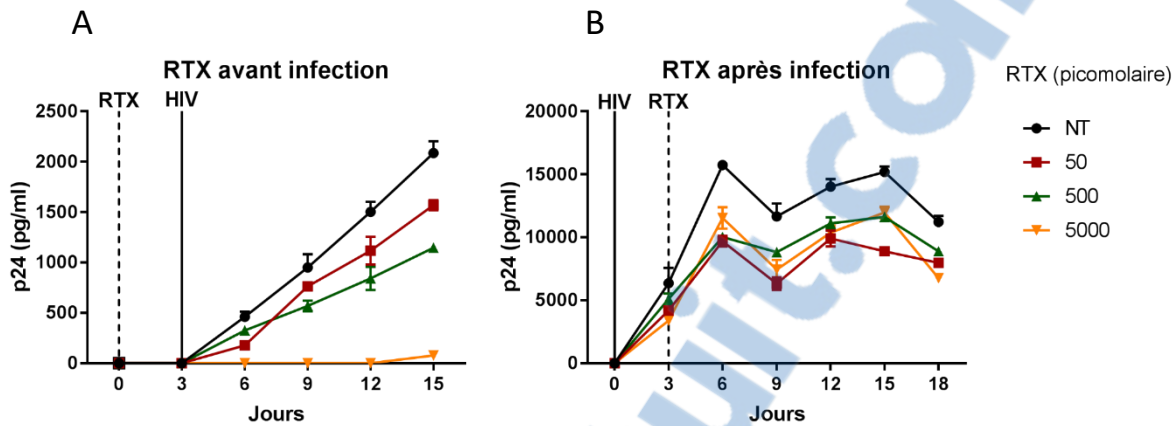 A
RTX avant infection
RTX
HIV
p24 (pg/ml)
2500
2000
1500
1000
500
0
0 3 6 9 12 15
Jours
B
RTX après infection
HIV
RTX
p24 (pg/ml)
20000
15000
10000
5000
0
0 3 6 9 12 15 18
Jours
RTX (picomolaire)
NT
50
500
5000